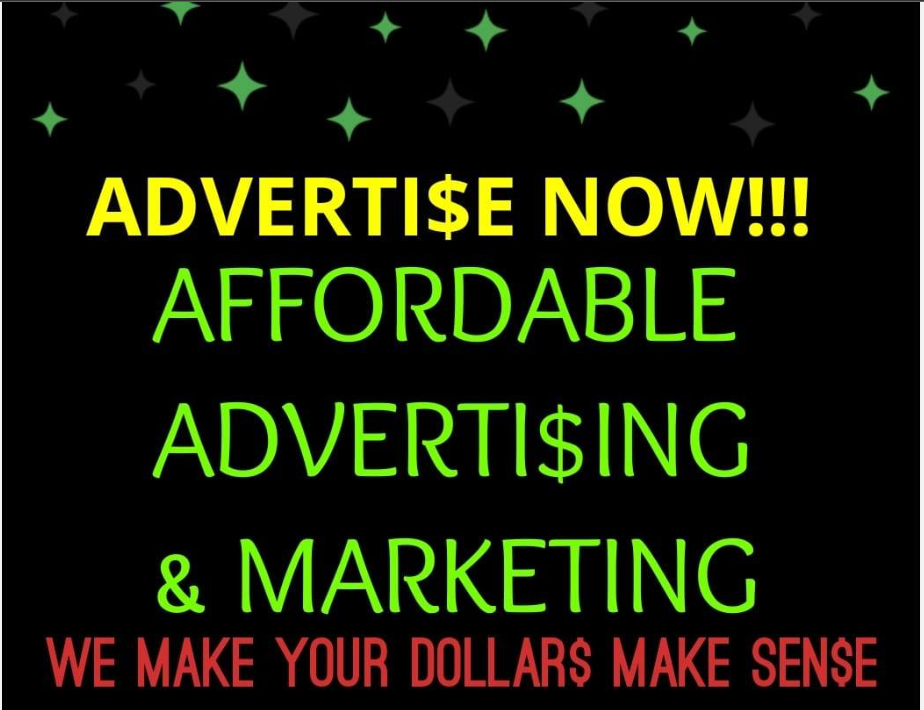 ADVERTI$E NOW!!!
AFFORDABLE
ADVERTI$ING
& MARKETING
WE MAKE YOUR DOLLAR$ MAKE SEN$E